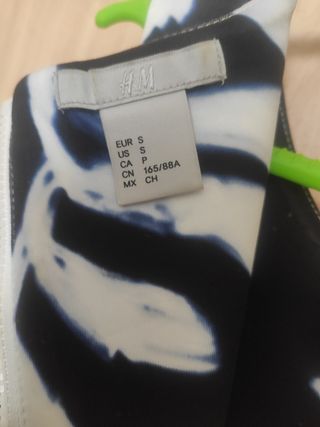 H&M
EUR S
US S
CA P
CN 165/88A
MX CH